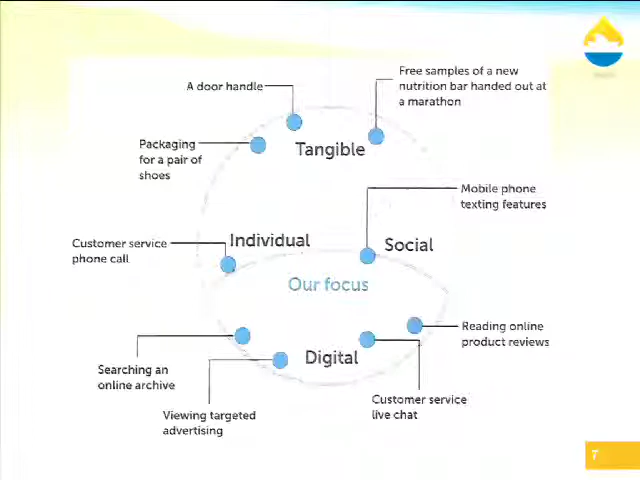 A door handle
Free samples of a new
nutrition bar handed out at
a marathon
Packaging
for a pair of
shoes
Tangible
Mobile phone
texting features
Customer service
phone call
Individual
Social
Our focus
Reading online
product reviews
Searching an
online archive
Digital
Customer service
live chat
Viewing targeted
advertising
7